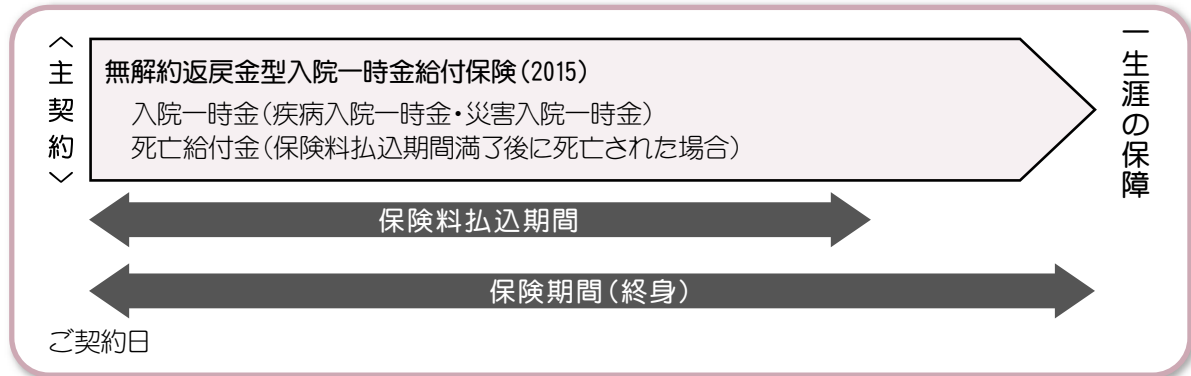 〈主契約〉
無解約返戻金型入院一時金給付保険(2015)
入院一時金(疾病入院一時金・災害入院一時金)
死亡給付金(保険料払込期間満了後に死亡された場合)
一生涯の保障
保険料払込期間
保険期間(終身)
ご契約日